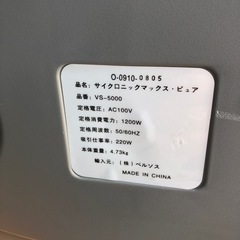 O-0910-0805
品名：サイクロニックマックス・ピュア
品番：VS-5000
定格電圧：AC100V
定格消費電力：1200W
定格周波数：50/60HZ
吸引仕事率：220W
本体重量：4.73kg
輸入元：（株）ベルソス
MADE IN CHINA